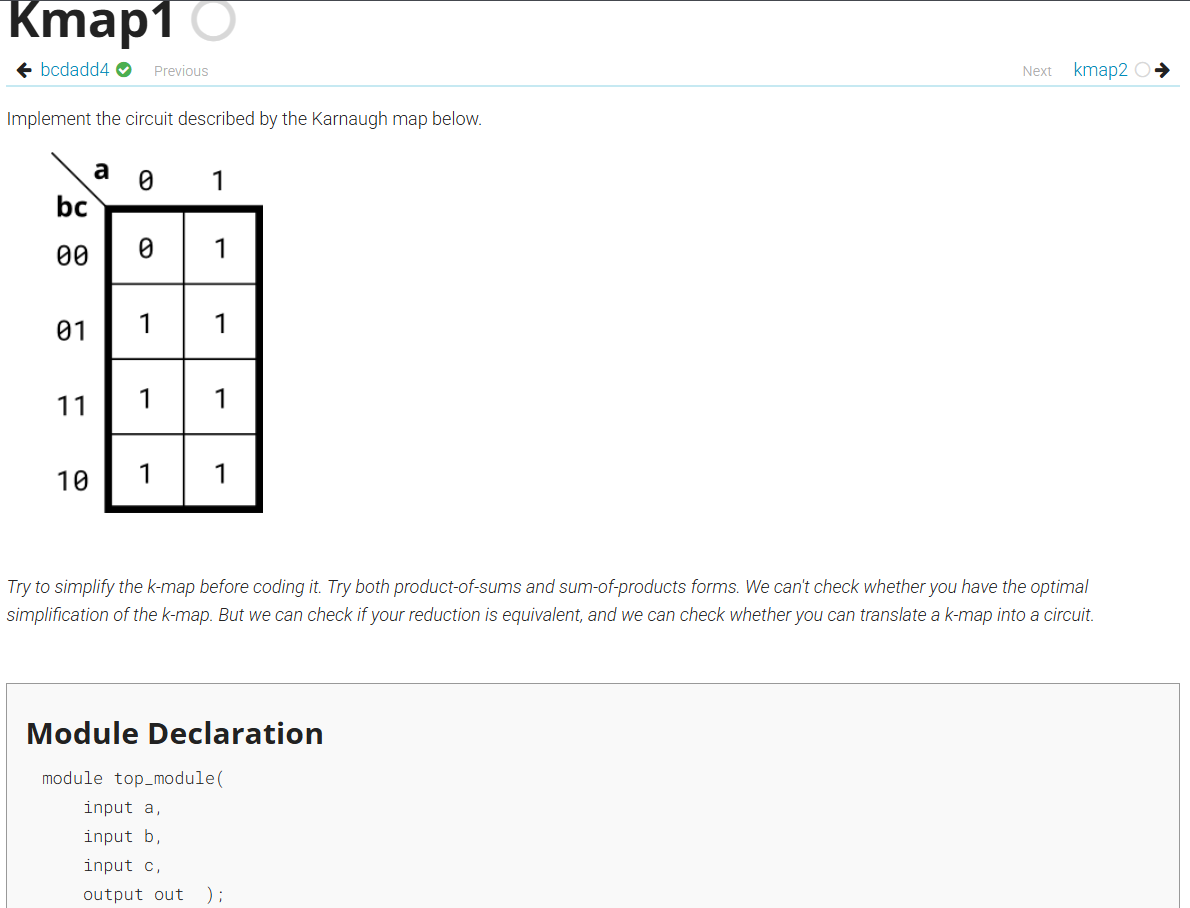 Kmap1
bcdadd4 Previous Next kmap2
Implement the circuit described by the Karnaugh map below.
a 0 1
bc
00 0 1
01 1 1
11 1 1
10 1 1
Try to simplify the k-map before coding it. Try both product-of-sums and sum-of-products forms. We can't check whether you have the optimal
simplification of the k-map. But we can check if your reduction is equivalent, and we can check whether you can translate a k-map into a circuit.
Module Declaration
module top_module(
    input a,
    input b,
    input c,
    output out  );